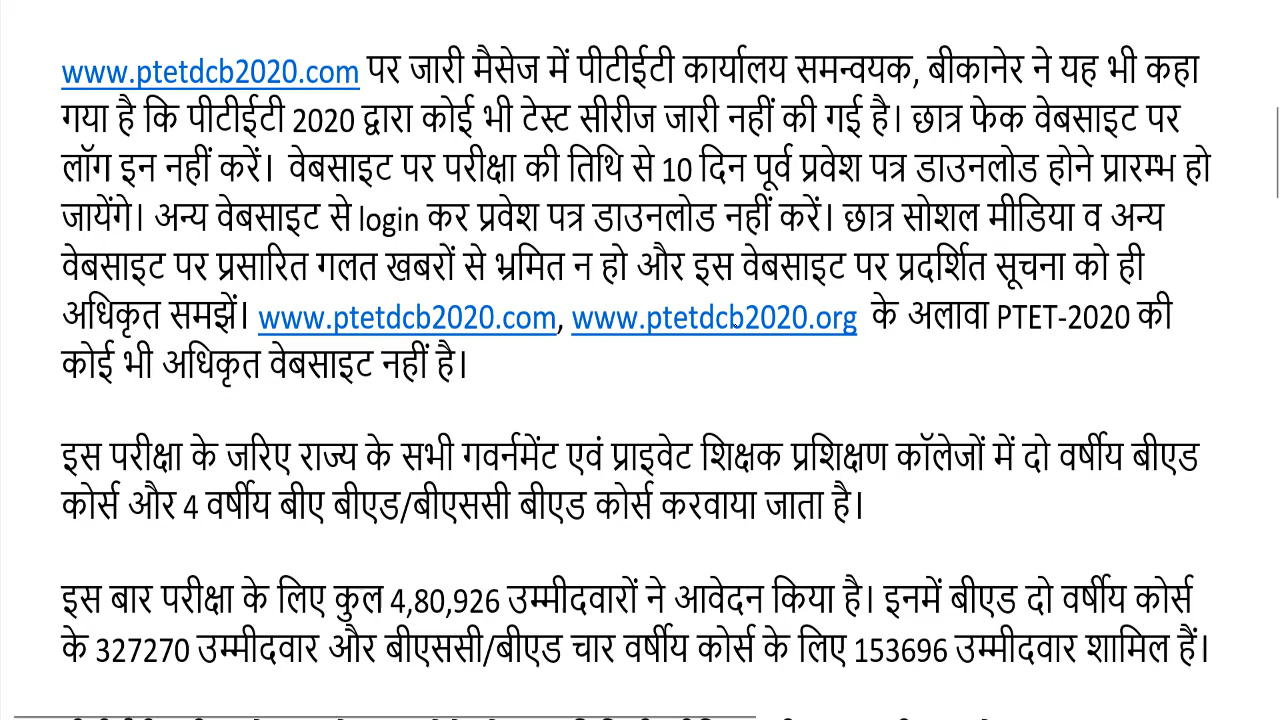 www.ptetdcb2020.com पर जारी मैसेज में पीटीईटी कार्यालय समन्वयक, बीकानेर ने यह भी कहा
गया है कि पीटीईटी 2020 द्वारा कोई भी टेस्ट सीरीज जारी नहीं की गई है। छात्र फेक वेबसाइट पर
लॉग इन नहीं करें। वेबसाइट पर परीक्षा की तिथि से 10 दिन पूर्व प्रवेश पत्र डाउनलोड होने प्रारम्भ हो
जायेंगे। अन्य वेबसाइट से login कर प्रवेश पत्र डाउनलोड नहीं करें। छात्र सोशल मीडिया व अन्य
वेबसाइट पर प्रसारित गलत खबरों से भ्रमित न हो और इस वेबसाइट पर प्रदर्शित सूचना को ही
अधिकृत समझें। www.ptetdcb2020.com, www.ptetdcb2020.org के अलावा PTET-2020 की
कोई भी अधिकृत वेबसाइट नहीं है।
इस परीक्षा के जरिए राज्य के सभी गवर्नमेंट एवं प्राइवेट शिक्षक प्रशिक्षण कॉलेजों में दो वर्षीय बीएड
कोर्स और 4 वर्षीय बीए बीएड/बीएससी बीएड कोर्स करवाया जाता है।
इस बार परीक्षा के लिए कुल 4,80,926 उम्मीदवारों ने आवेदन किया है। इनमें बीएड दो वर्षीय कोर्स
के 327270 उम्मीदवार और बीएससी/बीएड चार वर्षीय कोर्स के लिए 153696 उम्मीदवार शामिल हैं।